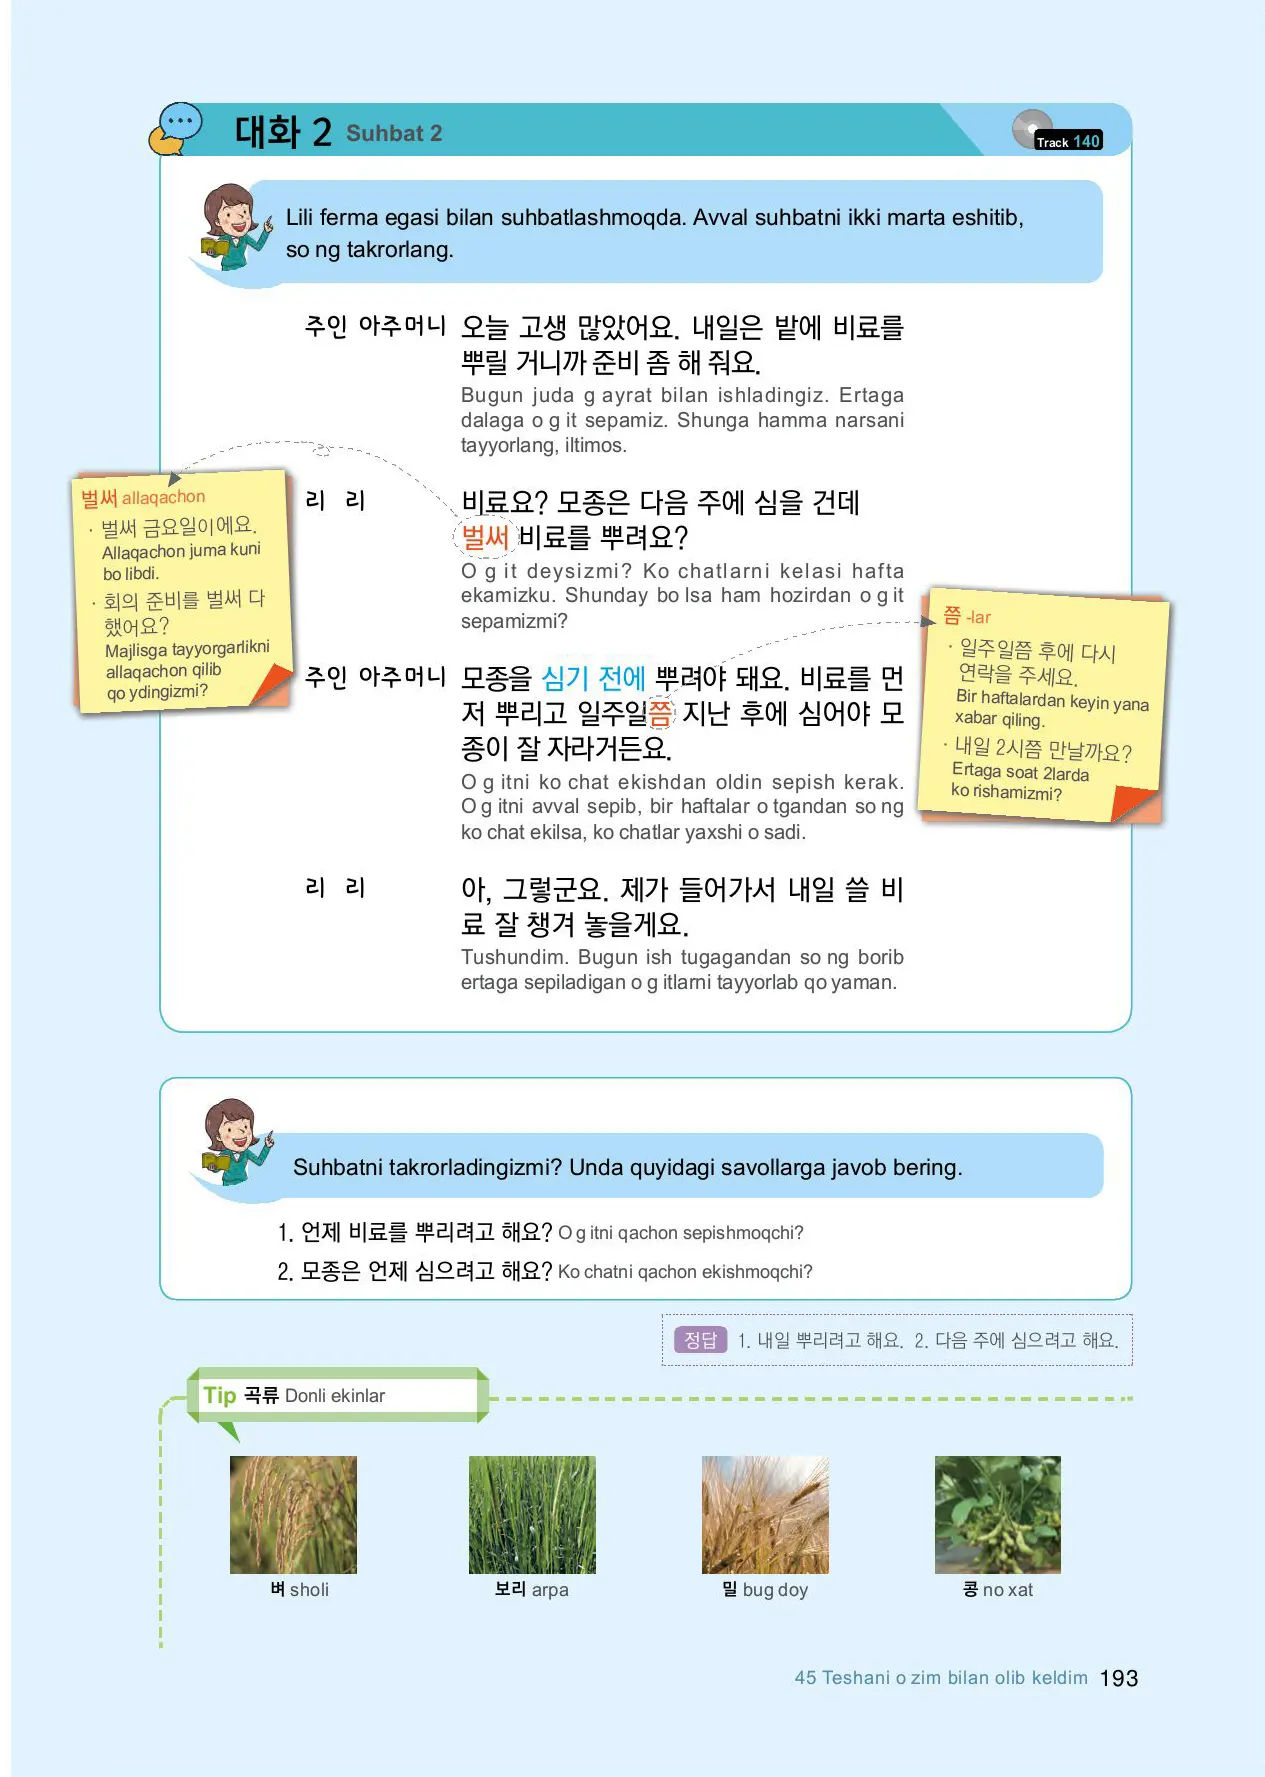 대화 2 Suhbat 2
Track 140
Lili ferma egasi bilan suhbatlashmoqda. Avval suhbatni ikki marta eshitib,
so ng takrorlang.
주인 아주머니 오늘 고생 많았어요. 내일은 밭에 비료를
뿌릴 거니까 준비 좀 해 줘요.
Bugun juda g ayrat bilan ishladingiz. Ertaga
dalaga o g it sepamiz. Shunga hamma narsani
tayyorlang, iltimos.
리 리 비료요? 모종은 다음 주에 심을 건데
벌써 비료를 뿌려요?
O g it deysizmi? Ko chatlarni kelasi hafta
ekamizku. Shunday bo lsa ham hozirdan o g it
sepamizmi?
주인 아주머니 모종을 심기 전에 뿌려야 돼요. 비료를 먼
저 뿌리고 일주일쯤 지난 후에 심어야 모
종이 잘 자라거든요.
O g itni ko chat ekishdan oldin sepish kerak.
O g itni avval sepib, bir haftalar o tgandan so ng
ko chat ekilsa, ko chatlar yaxshi o sadi.
리 리 아, 그렇군요. 제가 들어가서 내일 쓸 비
료 잘 챙겨 놓을게요.
Tushundim. Bugun ish tugagandan so ng borib
ertaga sepiladigan o g itlarni tayyorlab qo yaman.
벌써 allaqachon
· 벌써 금요일이에요.
Allaqachon juma kuni
bo libdi.
· 회의 준비를 벌써 다
했어요?
Majlisga tayyorgarlikni
allaqachon qilib
qo ydingizmi?
쯤 -lar
· 일주일쯤 후에 다시
연락을 주세요.
Bir haftalardan keyin yana
xabar qiling.
· 내일 2시쯤 만날까요?
Ertaga soat 2larda
ko rishamizmi?
Suhbatni takrorladingizmi? Unda quyidagi savollarga javob bering.
1. 언제 비료를 뿌리려고 해요? O g itni qachon sepishmoqchi?
2. 모종은 언제 심으려고 해요? Ko chatni qachon ekishmoqchi?
정답 1. 내일 뿌리려고 해요. 2. 다음 주에 심으려고 해요.
Tip 곡류 Donli ekinlar
벼 sholi
보리 arpa
밀 bug doy
콩 no xat
45 Teshani o zim bilan olib keldim 193